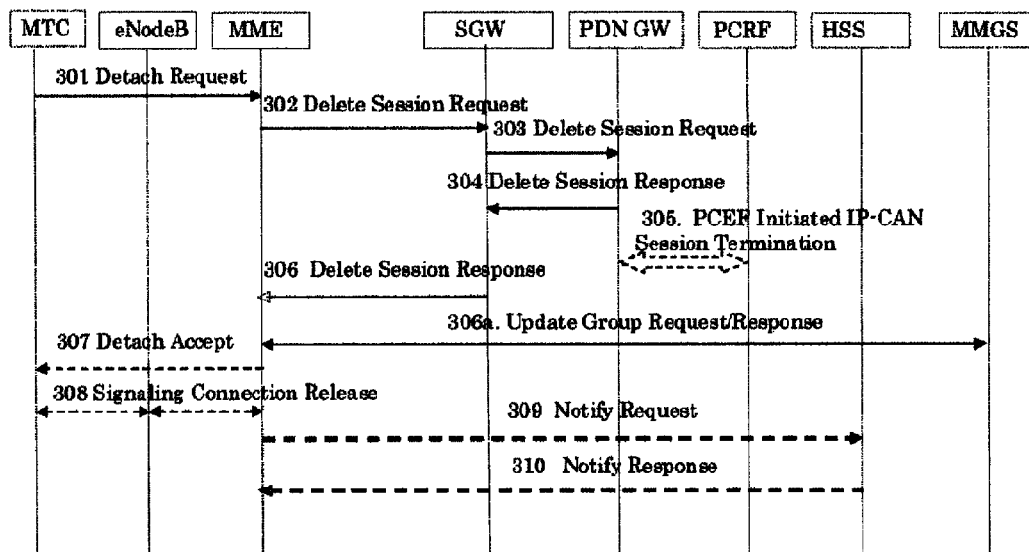 MTC eNodeB MME SGW PDN GW PCRF HSS MMGS
301 Detach Request
302 Delete Session Request
303 Delete Session Request
304 Delete Session Response
305. PCEF Initiated IP-CAN
Session Termination
306 Delete Session Response
306a. Update Group Request/Response
307 Detach Accept
308 Signaling Connection Release
309 Notify Request
310 Notify Response